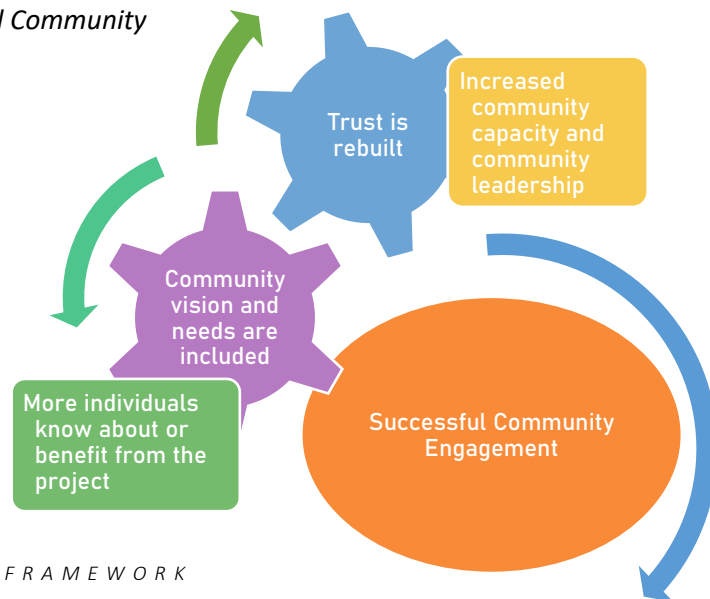 Community
Trust is
rebuilt
Increased
community
capacity and
community
leadership
Community
vision and
needs are
included
More individuals
know about or
benefit from the
project
Successful Community
Engagement
FRAMEWORK